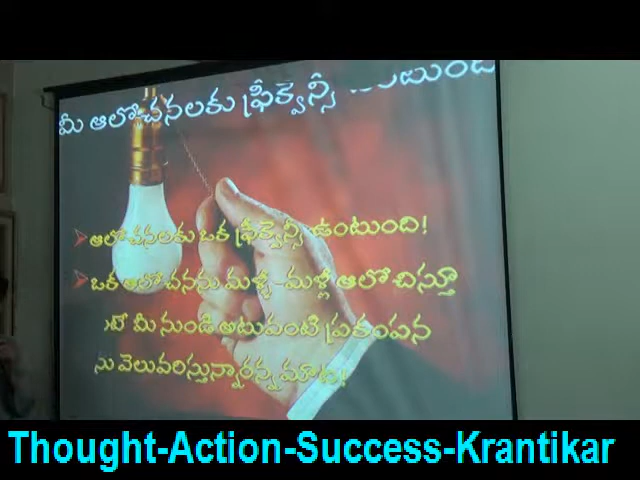 మీ ఆలోచనలకు ఫ్రీక్వెన్సీ ఉంటుంది
ఆలోచనలకు ఒక ఫ్రీక్వెన్సీ ఉంటుంది!
ఒక ఆలోచనను మళ్ళీ-మళ్లీ ఆలోచిస్తూ
మీ నుండి అటువంటి ప్రకంపన
ను వెలువరిస్తున్నారన్న మాట!
Thought-Action-Success-Krantikar